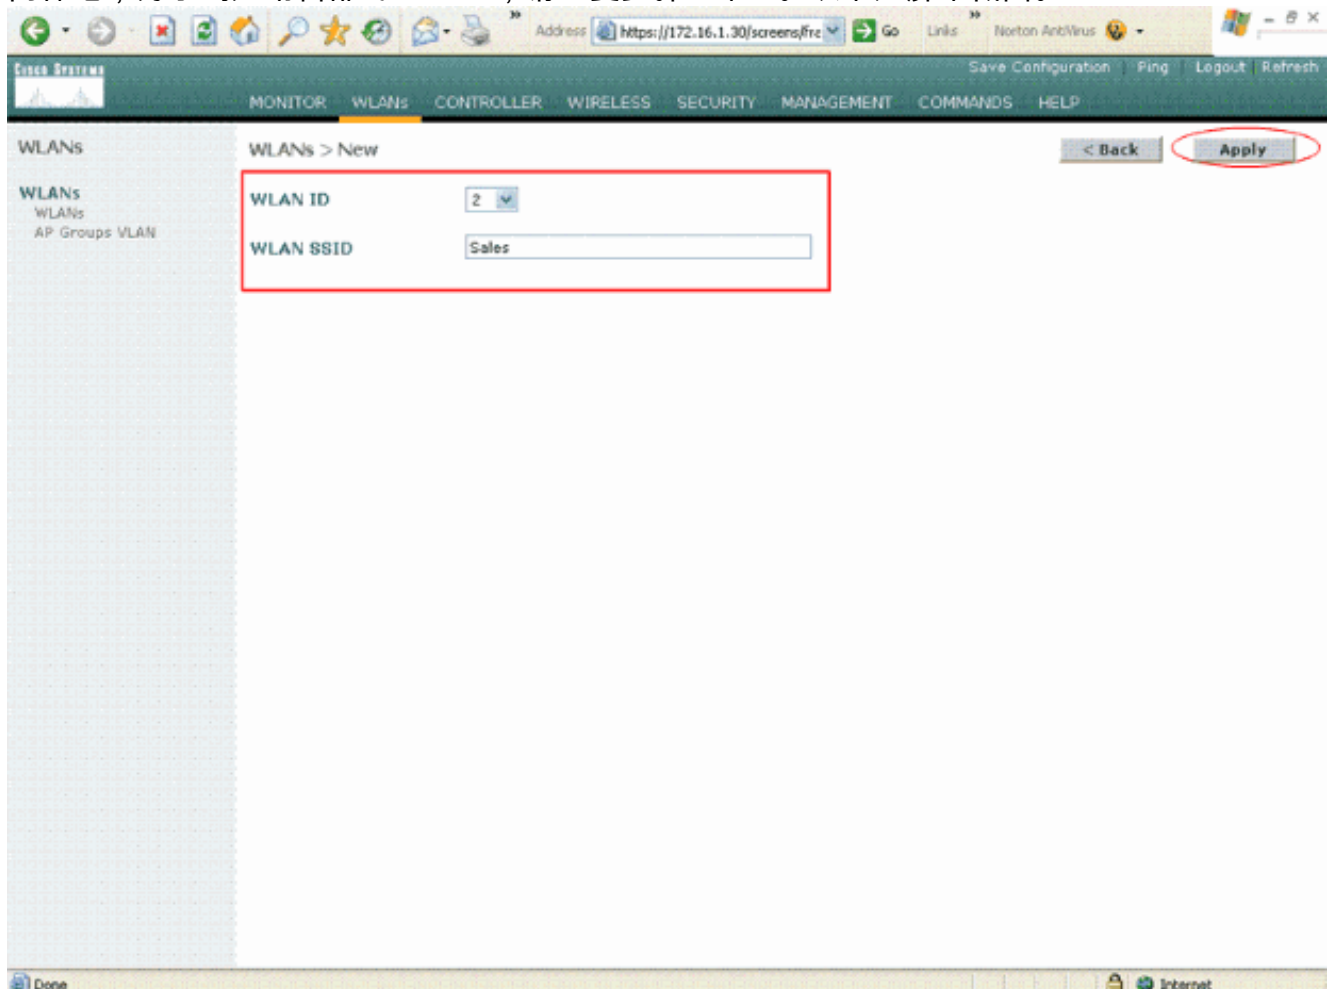 » Address https://172.16.1.30/screens/fra Go Links » Norton AntiVirus
CISCO SYSTEMS
Save Configuration | Ping | Logout | Refresh
MONITOR WLANs CONTROLLER WIRELESS SECURITY MANAGEMENT COMMANDS HELP
WLANs
WLANs > New
< Back
Apply
WLANs
WLANs
AP Groups VLAN
WLAN ID
2
WLAN SSID
Sales
Done
Internet